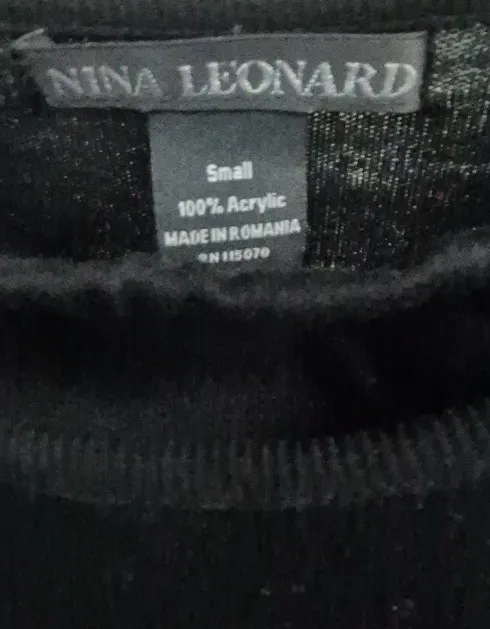 NINA LEONARD
Small
100% Acrylic
MADE IN ROMANIA
RN 115070